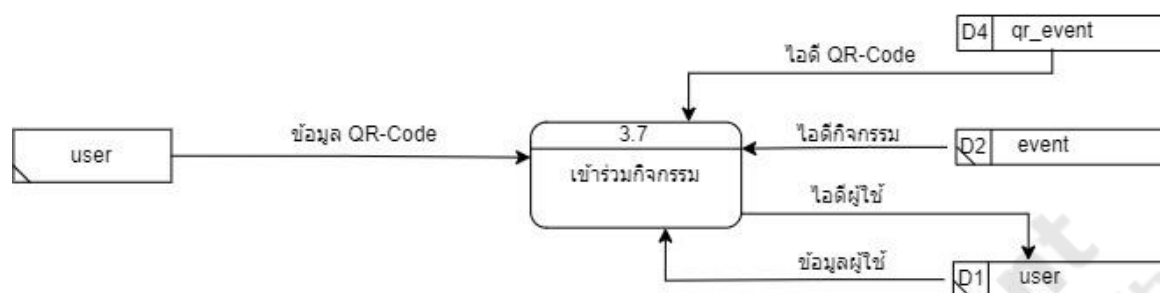 D4 qr_event
ไอดี QR-Code
ข้อมูล QR-Code
3.7
ไอดีกิจกรรม
user
D2 event
เข้าร่วมกิจกรรม
ไอดีผู้ใช้
ข้อมูลผู้ใช้
D1 user